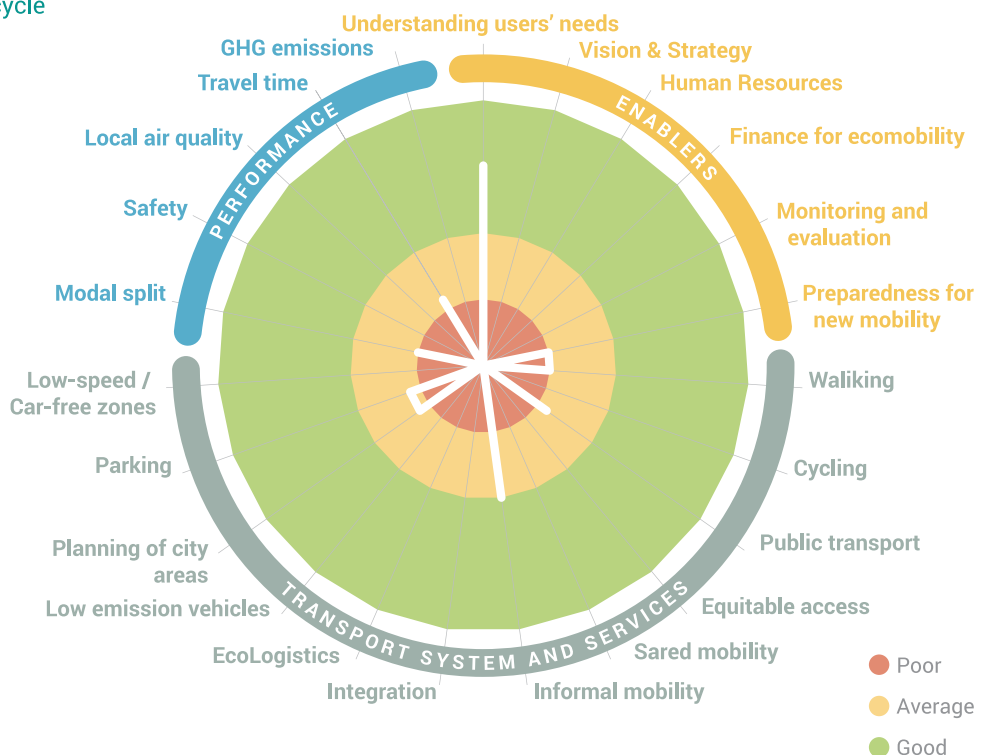 cycle
Understanding users’ needs
GHG emissions
Vision & Strategy
Travel time
Human Resources
PERFORMANCE
ENABLERS
Local air quality
Finance for ecomobility
Safety
Monitoring and
evaluation
Modal split
Preparedness for
new mobility
Low-speed /
Car-free zones
Waliking
Parking
Cycling
Planning of city
areas
Public transport
Low emission vehicles
Equitable access
TRANSPORT SYSTEM AND SERVICES
EcoLogistics
Sared mobility
Integration
Informal mobility
Poor
Average
Good